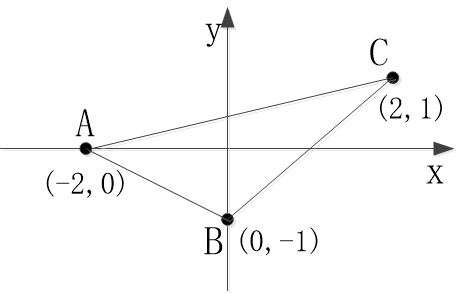 y
C
(2,1)
A
x
(-2,0)
B (0,-1)